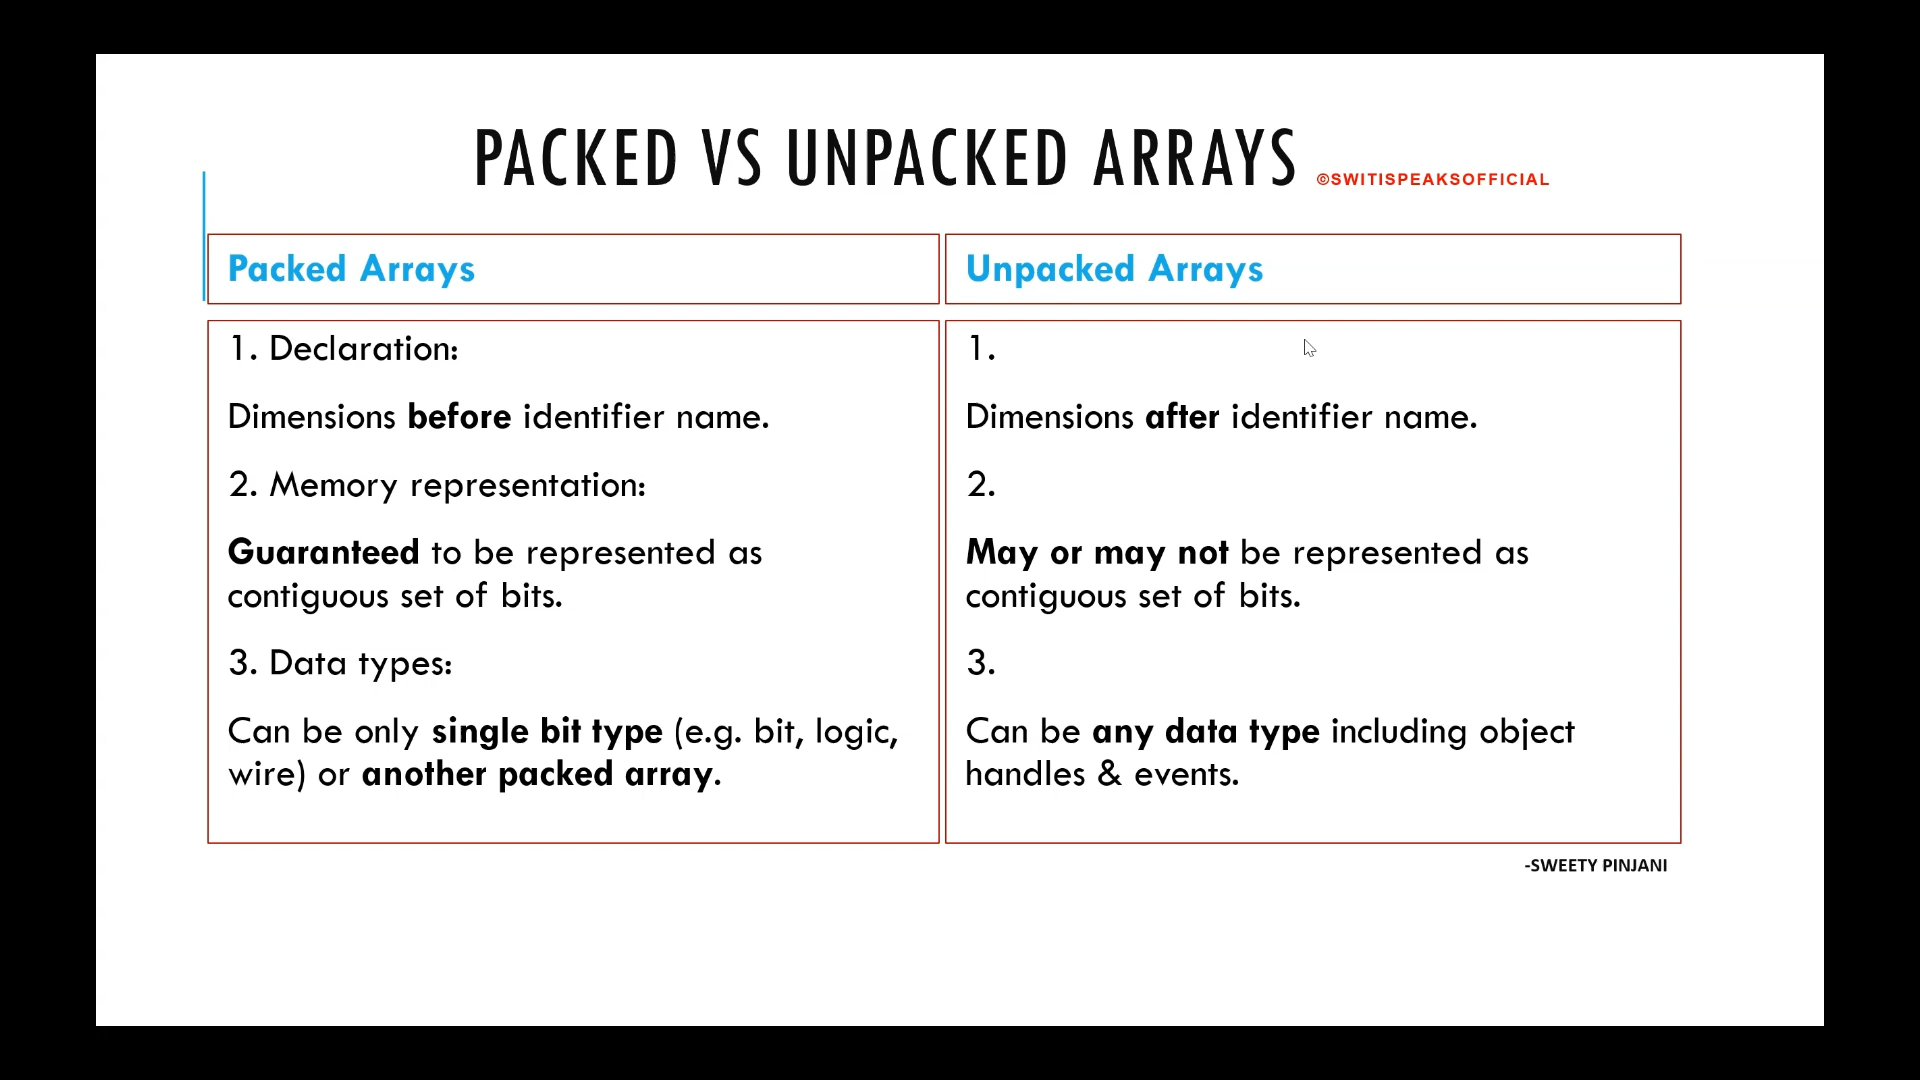 PACKED VS UNPACKED ARRAYS ©SWITISPEAKSOFFICIAL
Packed Arrays
Unpacked Arrays
1. Declaration:
Dimensions before identifier name.
2. Memory representation:
Guaranteed to be represented as
contiguous set of bits.
3. Data types:
Can be only single bit type (e.g. bit, logic,
wire) or another packed array.
1.
Dimensions after identifier name.
2.
May or may not be represented as
contiguous set of bits.
3.
Can be any data type including object
handles & events.
-SWEETY PINJANI